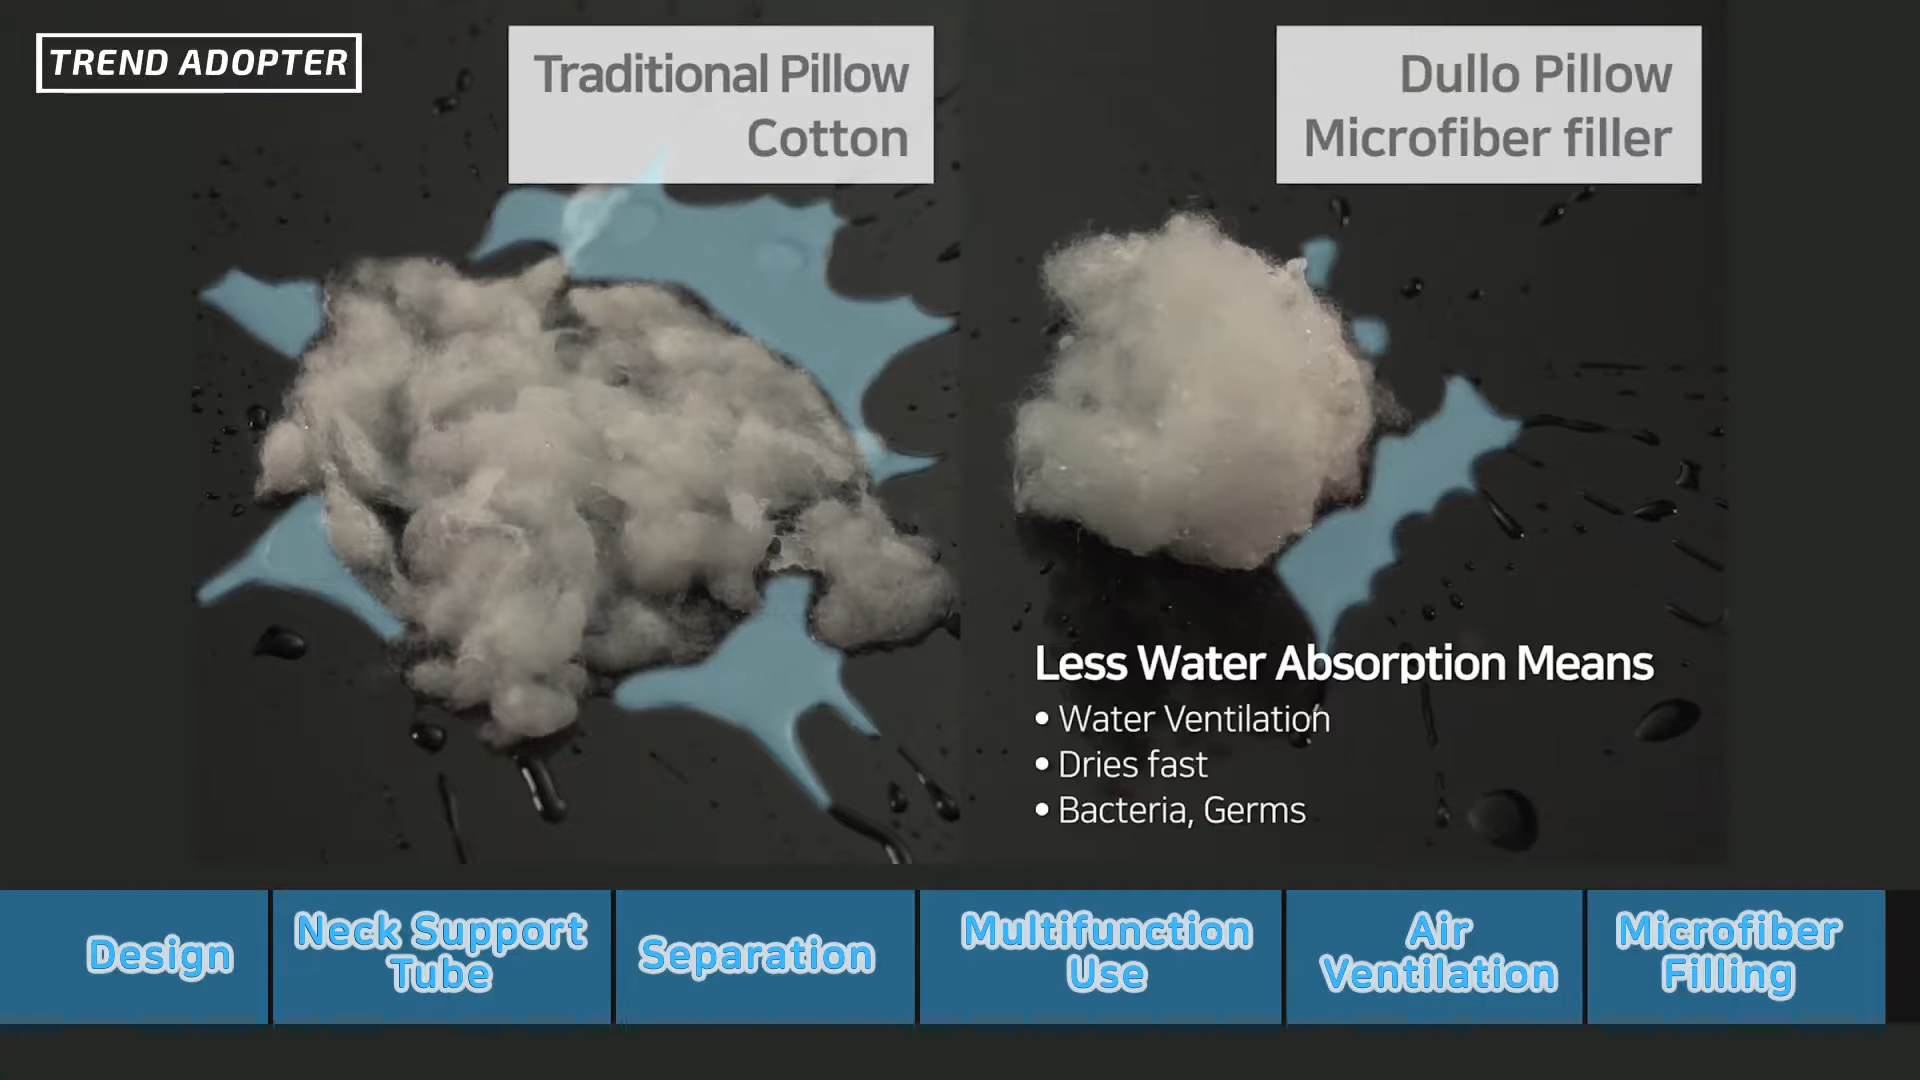 TREND ADOPTER
Traditional Pillow
Cotton
Dullo Pillow
Microfiber filler
Less Water Absorption Means
• Water Ventilation
• Dries fast
• Bacteria, Germs
Design
Neck Support
Tube
Separation
Multifunction
Use
Air
Ventilation
Microfiber
Filling